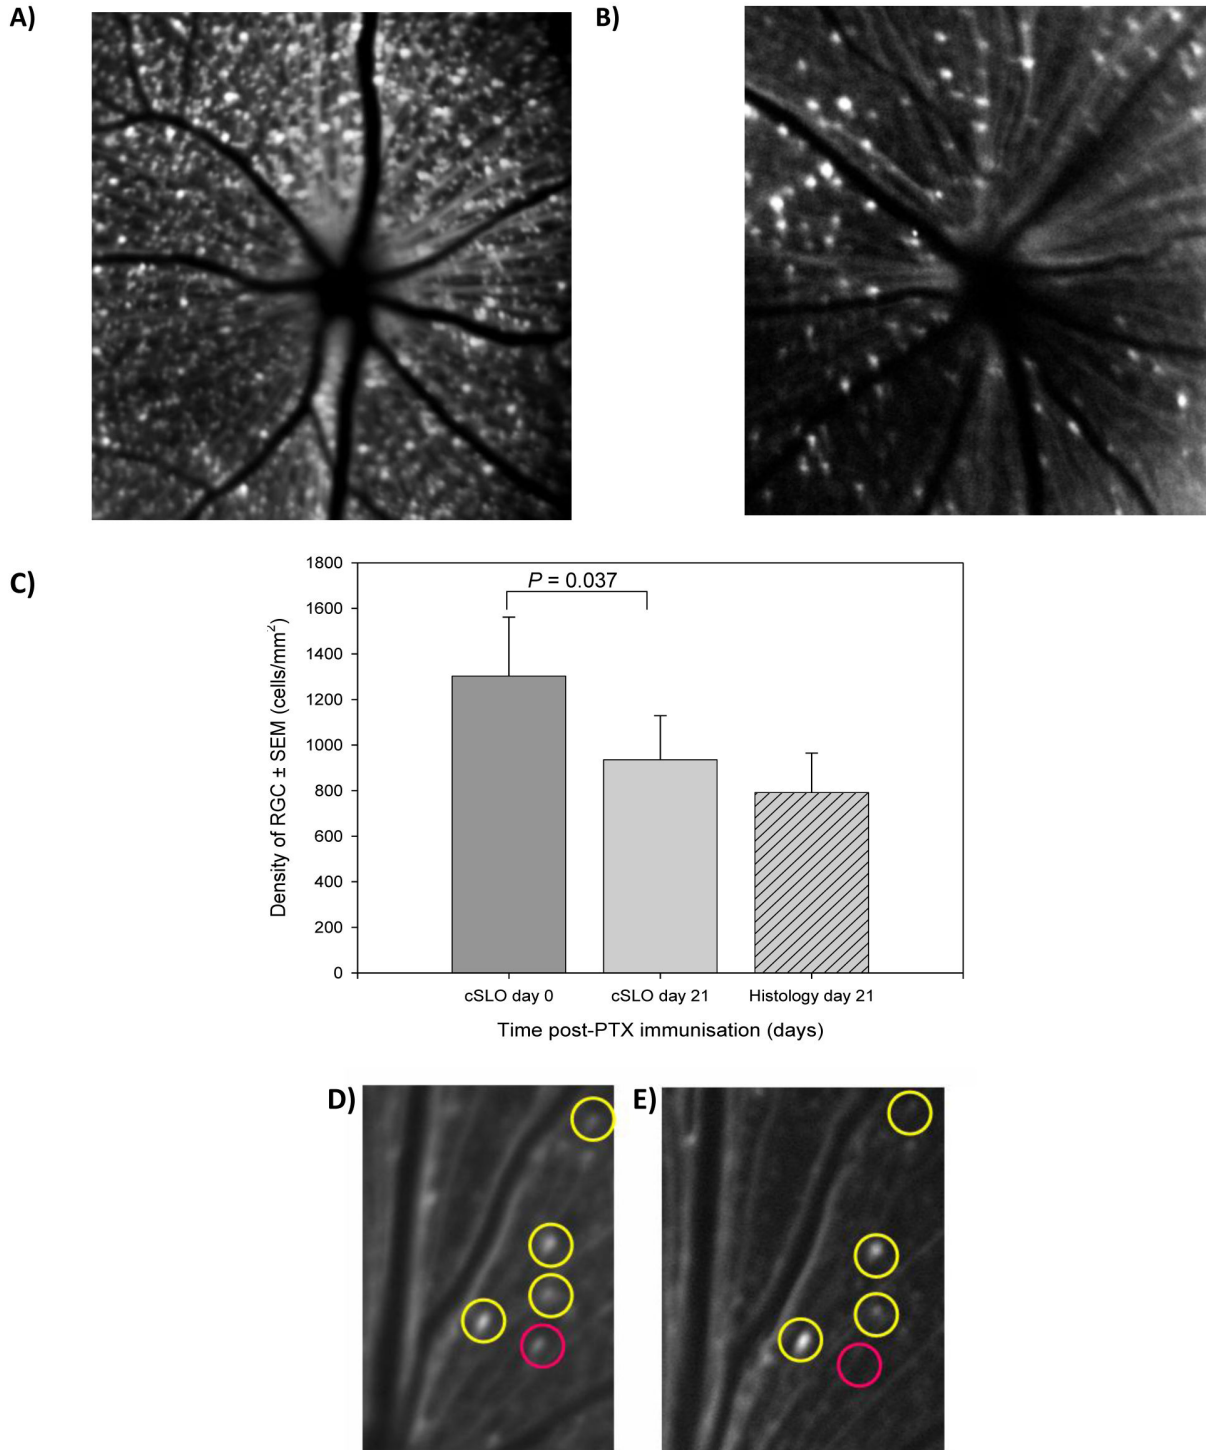 A)
B)
C)
P = 0.037
1800
1600
1400
1200
1000
800
600
400
200
0
Density of RGC ± SEM (cells/mm²)
cSLO day 0
cSLO day 21
Histology day 21
Time post-PTX immunisation (days)
D)
E)